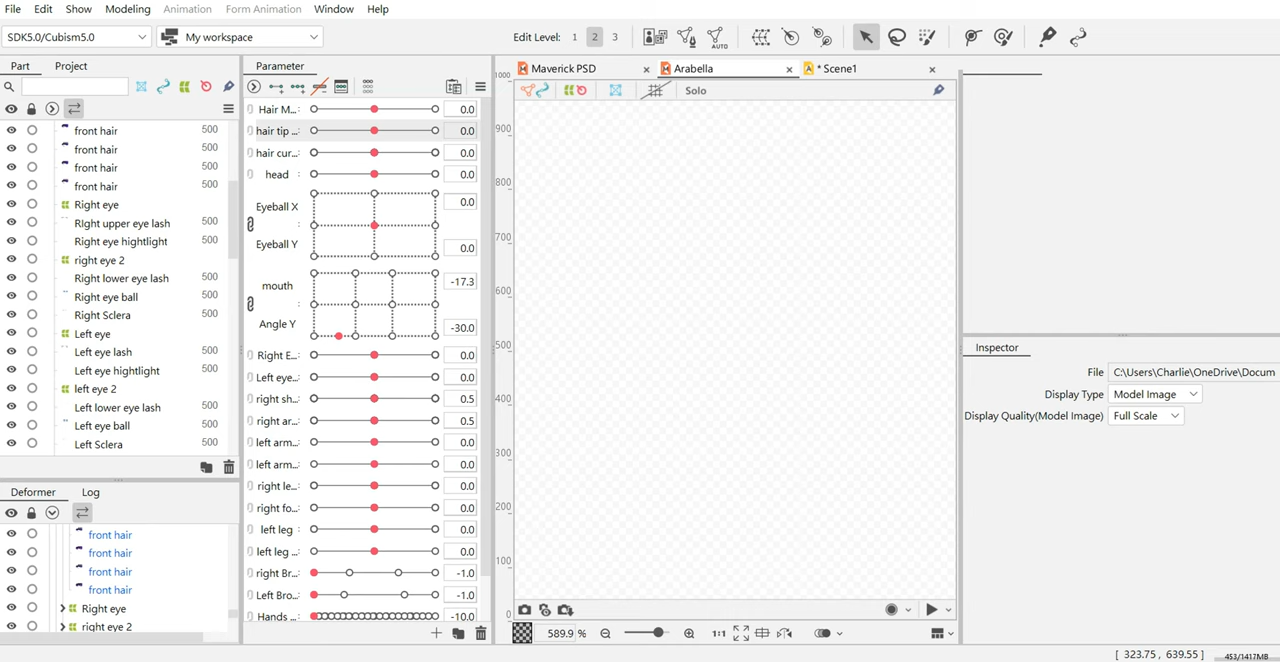 File Edit Show Modeling Animation Form Animation Window Help
SDK5.0/Cubism5.0 My workspace Edit Level: 1 2 3 AUTO
Part Project
500
front hair 500
front hair
front hair 500
front hair 500
Right eye
RIght upper eye lash 500
Right eye hightlight 500
right eye 2
Right lower eye lash 500
Right eye ball 500
Right Sclera 500
Left eye
Left eye lash 500
Left eye hightlight 500
left eye 2
Left lower eye lash 500
Left eye ball 500
Left Sclera 500
Deformer Log
front hair
front hair
front hair
front hair
Right eye
right eye 2
Parameter
Hair M...: 0.0
hair tip ...: 0.0
hair cur...: 0.0
head : 0.0
Eyeball X 0.0
:
Eyeball Y 0.0
mouth -17.3
:
Angle Y -30.0
Right E...: 0.0
Left eye...: 0.0
right sh...: 0.5
right ar...: 0.5
left arm...: 0.0
left arm...: 0.0
right le...: 0.0
right fo...: 0.0
left leg : 0.0
left leg ...: 0.0
right Br...: -1.0
Left Bro...: -1.0
Hands ...: -10.0
Maverick PSD Arabella * Scene1
Solo
1000
900
800
700
600
500
400
300
200
100
0
589.9 % 1:1
Inspector
File C:\Users\Charlie\OneDrive\Docum
Display Type Model Image
Display Quality(Model Image) Full Scale
[ 323.75, 639.55 ] 453/1417MB